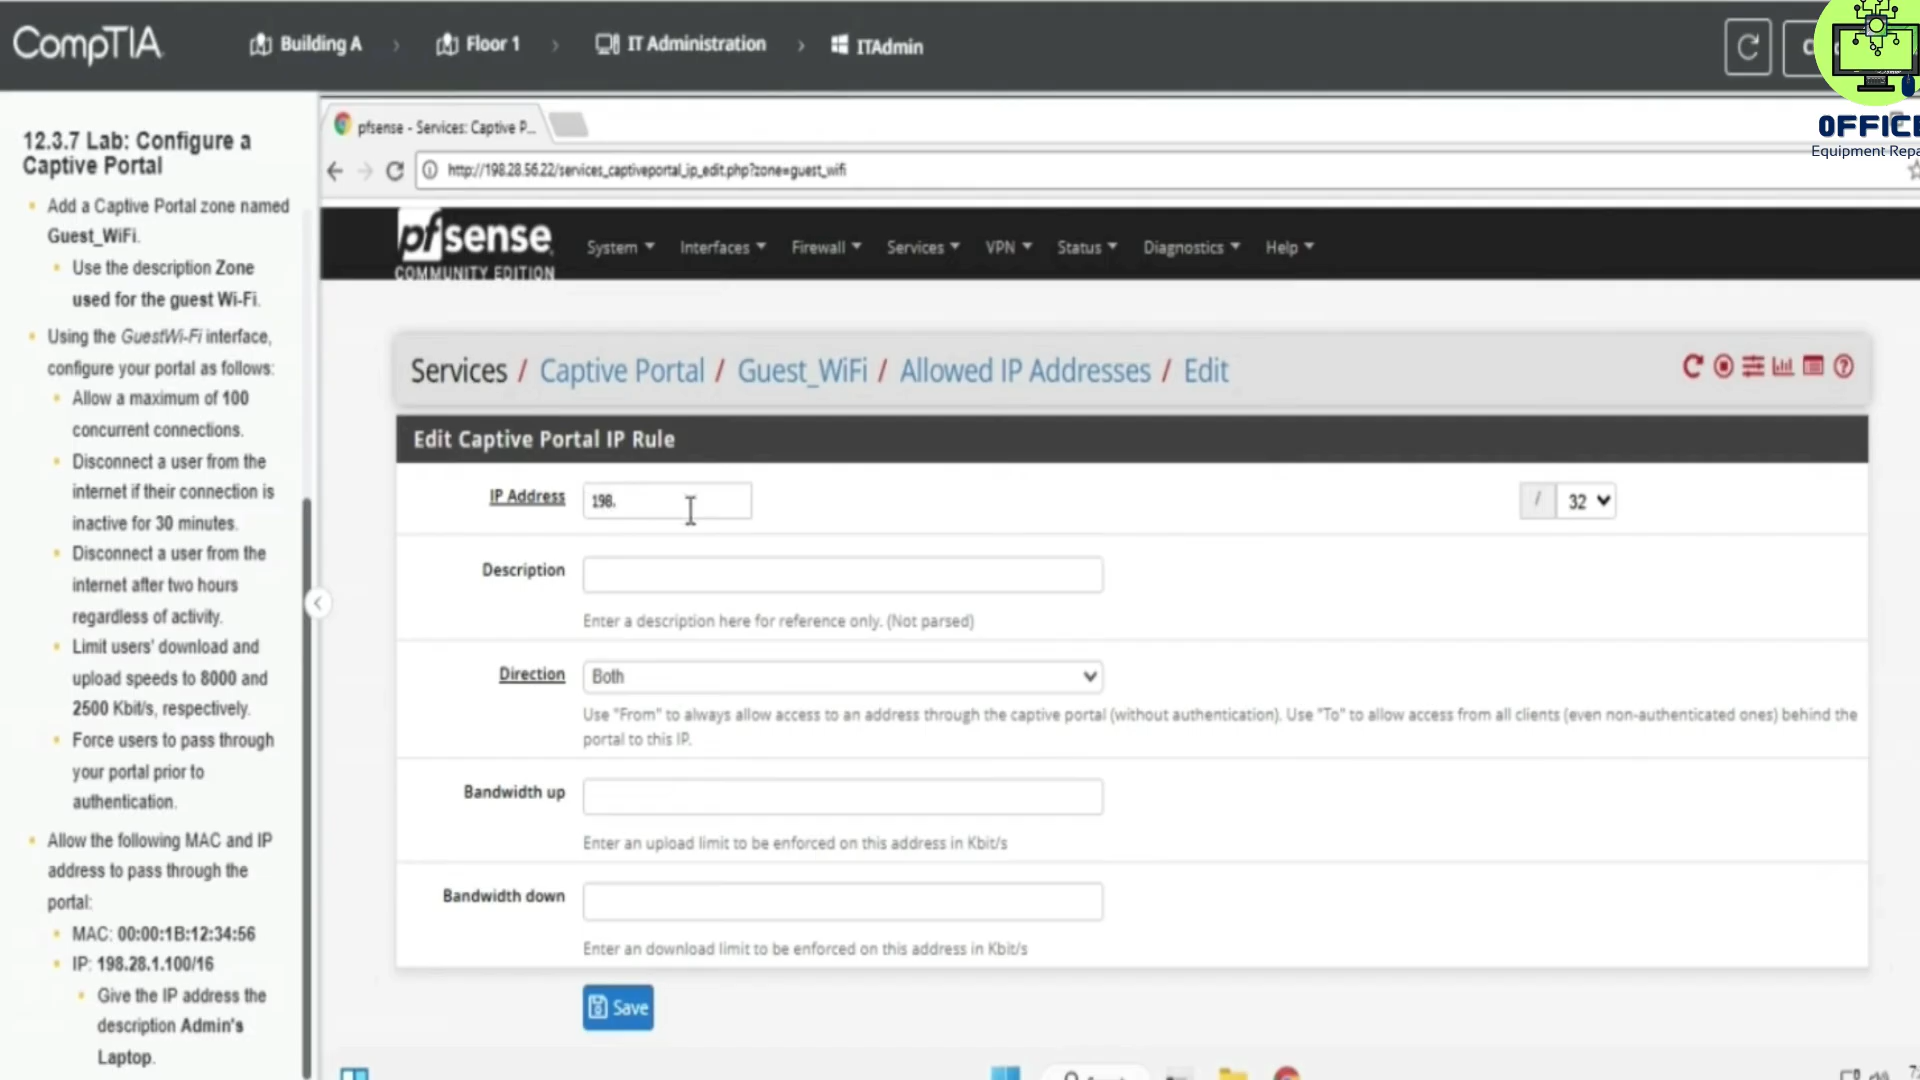 CompTIA
Building A
Floor 1
IT Administration
ITAdmin
OFFICE
Equipment Repa
12.3.7 Lab: Configure a
Captive Portal
Add a Captive Portal zone named
Guest_WiFi.
Use the description Zone
used for the guest Wi-Fi.
Using the GuestWi-Fi interface,
configure your portal as follows:
Allow a maximum of 100
concurrent connections.
Disconnect a user from the
internet if their connection is
inactive for 30 minutes.
Disconnect a user from the
internet after two hours
regardless of activity.
Limit users' download and
upload speeds to 8000 and
2500 Kbit/s, respectively.
Force users to pass through
your portal prior to
authentication.
Allow the following MAC and IP
address to pass through the
portal:
MAC: 00:00:1B:12:34:56
IP: 198.28.1.100/16
Give the IP address the
description Admin's
Laptop.
pfsense - Services: Captive P...
http://198.28.56.22/services_captiveportal_ip_edit.php?zone=guest_wifi
pfsense
COMMUNITY EDITION
System Interfaces Firewall Services VPN Status Diagnostics Help
Services / Captive Portal / Guest_WiFi / Allowed IP Addresses / Edit
Edit Captive Portal IP Rule
IP Address 198. / 32
Description
Enter a description here for reference only. (Not parsed)
Direction Both
Use "From" to always allow access to an address through the captive portal (without authentication). Use "To" to allow access from all clients (even non-authenticated ones) behind the
portal to this IP.
Bandwidth up
Enter an upload limit to be enforced on this address in Kbit/s
Bandwidth down
Enter an download limit to be enforced on this address in Kbit/s
Save